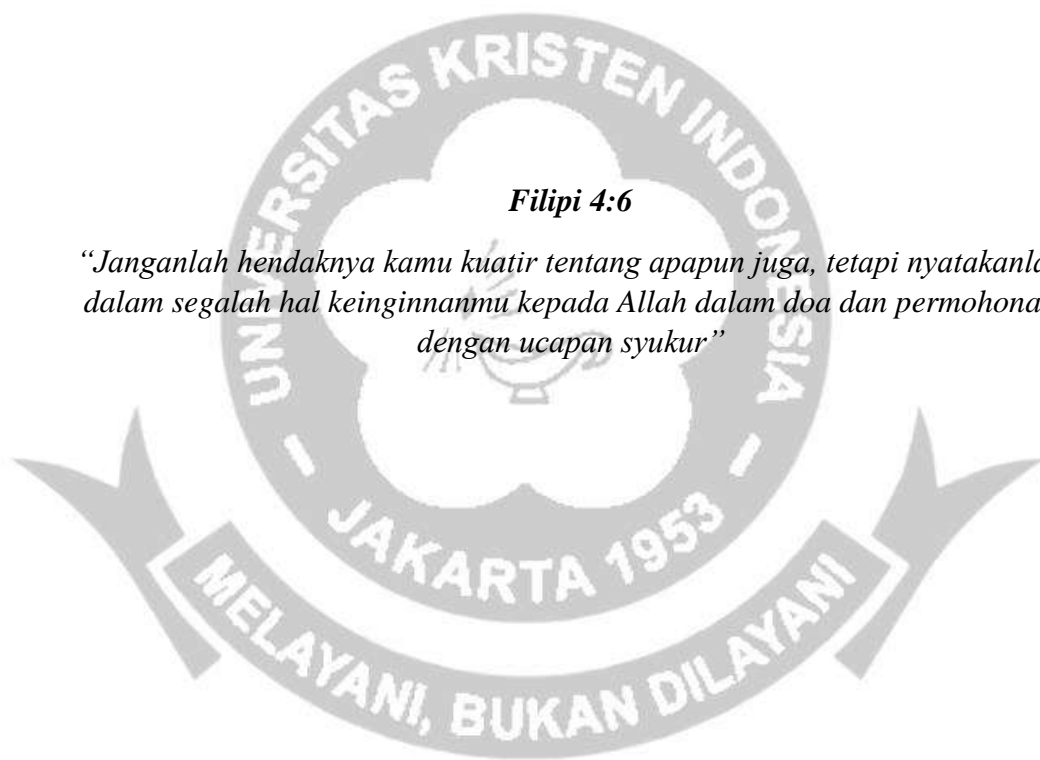 UNIVERSITAS KRISTEN INDONESIA
Filipi 4:6
“Janganlah hendaknya kamu kuatir tentang apapun juga, tetapi nyatakanla
dalam segalah hal keinginnanmu kepada Allah dalam doa dan permohona
dengan ucapan syukur”
- JAKARTA 1953 -
MELAYANI, BUKAN DILAYANI